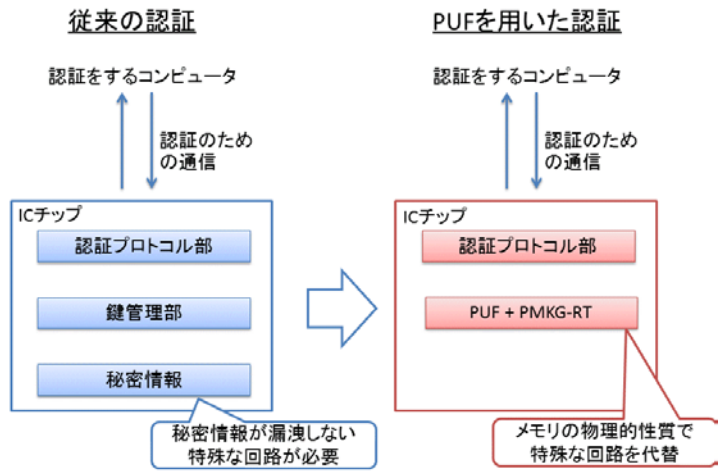 従来の認証
認証をするコンピュータ
認証のため
の通信
ICチップ
認証プロトコル部
鍵管理部
秘密情報
秘密情報が漏洩しない
特殊な回路が必要
PUFを用いた認証
認証をするコンピュータ
認証のため
の通信
ICチップ
認証プロトコル部
PUF + PMKG-RT
メモリの物理的性質で
特殊な回路を代替